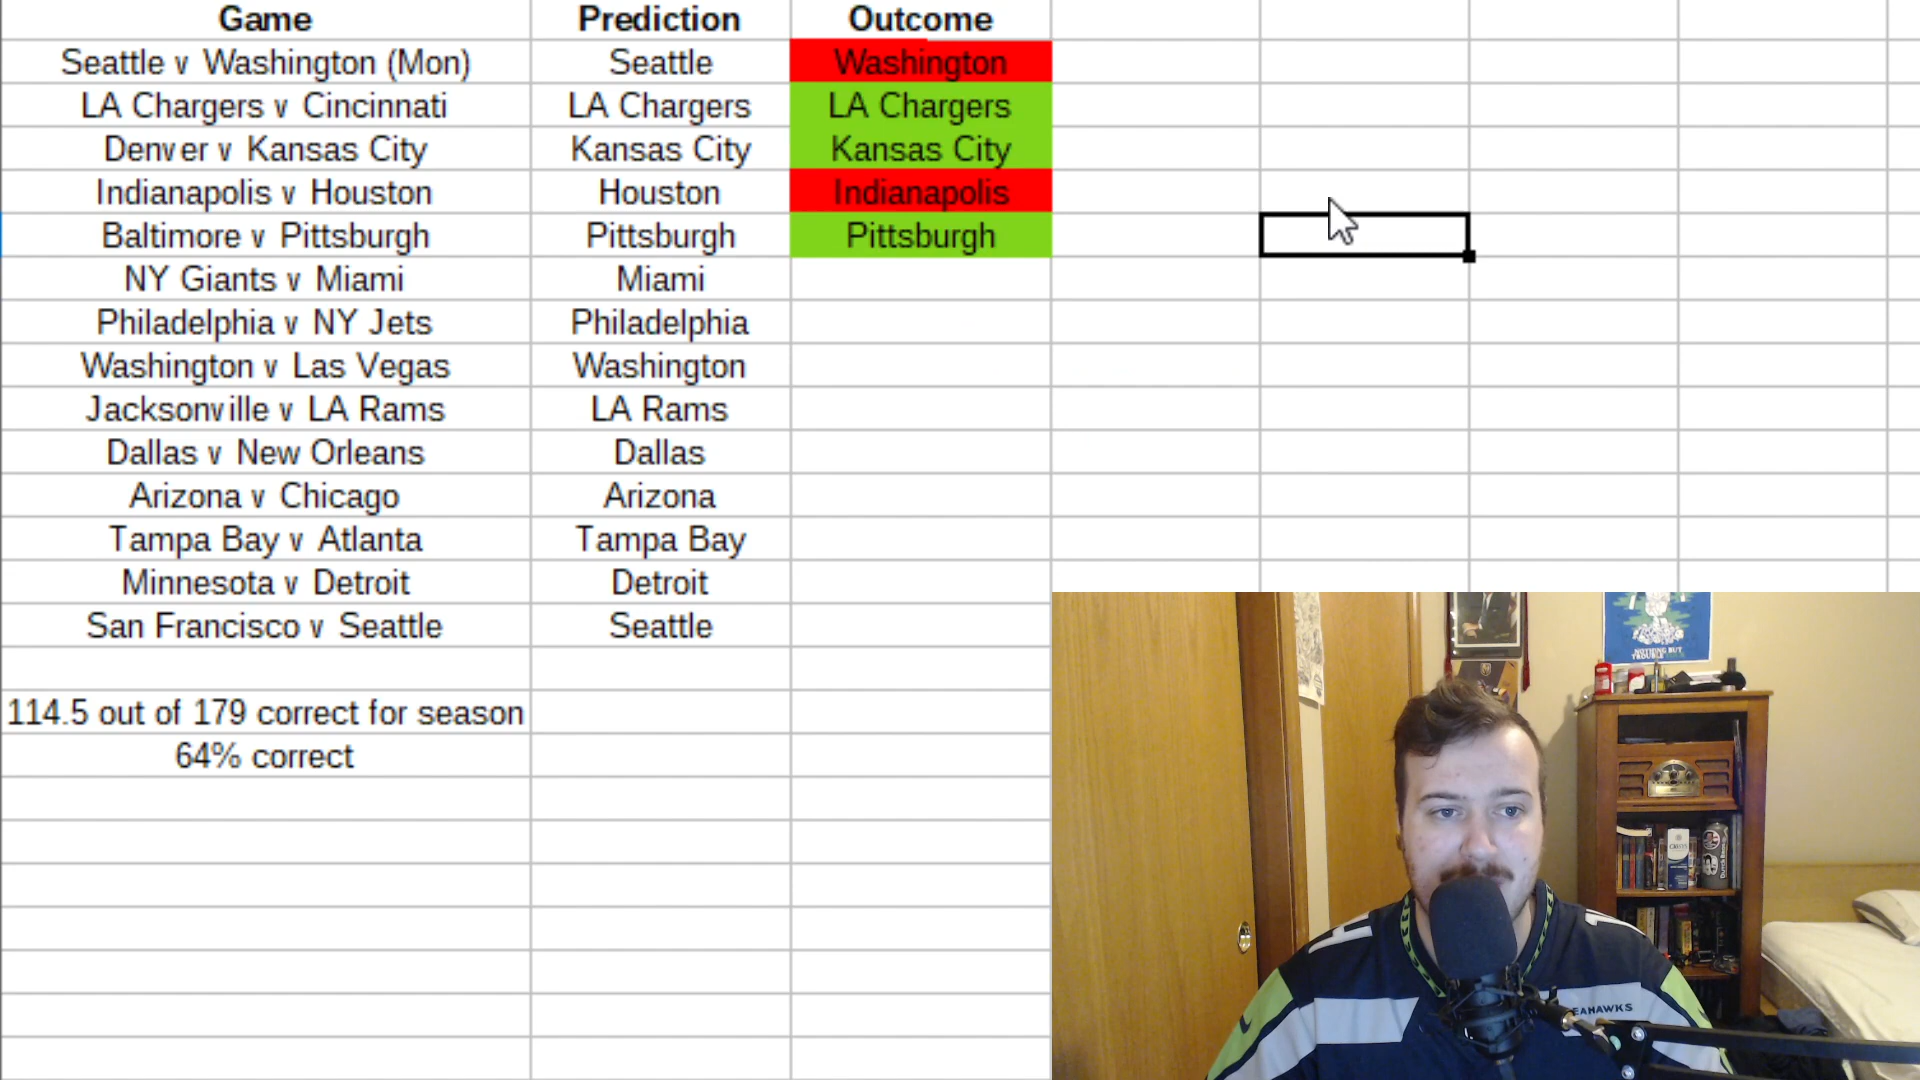 Game Prediction Outcome
Seattle v Washington (Mon) Seattle Washington
LA Chargers v Cincinnati LA Chargers LA Chargers
Denver v Kansas City Kansas City Kansas City
Indianapolis v Houston Houston Indianapolis
Baltimore v Pittsburgh Pittsburgh Pittsburgh
NY Giants v Miami Miami
Philadelphia v NY Jets Philadelphia
Washington v Las Vegas Washington
Jacksonville v LA Rams LA Rams
Dallas v New Orleans Dallas
Arizona v Chicago Arizona
Tampa Bay v Atlanta Tampa Bay
Minnesota v Detroit Detroit
San Francisco v Seattle Seattle
114.5 out of 179 correct for season
64% correct
NOTHING BUT
TROUBLE
EAHAWKS